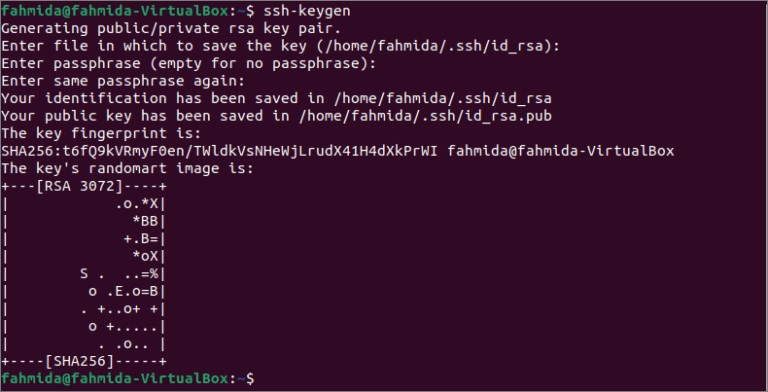 fahmida@fahmida-VirtualBox:~$ ssh-keygen
Generating public/private rsa key pair.
Enter file in which to save the key (/home/fahmida/.ssh/id_rsa):
Enter passphrase (empty for no passphrase):
Enter same passphrase again:
Your identification has been saved in /home/fahmida/.ssh/id_rsa
Your public key has been saved in /home/fahmida/.ssh/id_rsa.pub
The key fingerprint is:
SHA256:t6fQ9kVRmyF0en/TWldkVsNHeWjLrudX41H4dXkPrWI fahmida@fahmida-VirtualBox
The key's randomart image is:
+---[RSA 3072]----+
|            .o.*X|
|              *BB|
|             +.B=|
|              *oX|
|        S .  ..=%|
|         o .E.o=B|
|        . +..o+ +|
|         o +.....|
|          . .o.. |
+----[SHA256]-----+
fahmida@fahmida-VirtualBox:~$